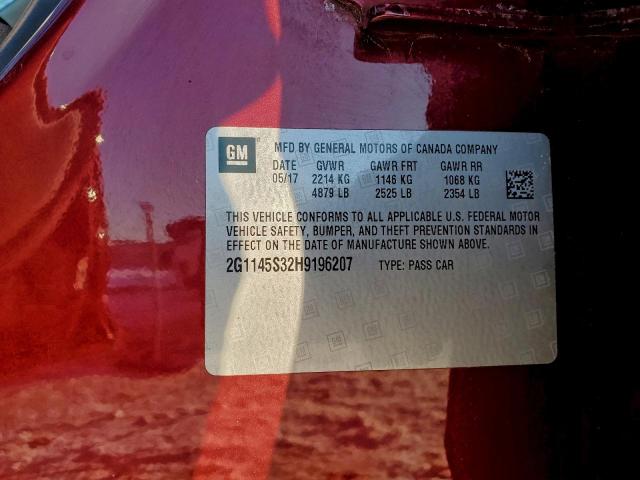 GM MFD BY GENERAL MOTORS OF CANADA COMPANY
DATE GVWR GAWR FRT GAWR RR
05/17 2214 KG 1146 KG 1068 KG
4879 LB 2525 LB 2354 LB
THIS VEHICLE CONFORMS TO ALL APPLICABLE U.S. FEDERAL MOTOR
VEHICLE SAFETY, BUMPER, AND THEFT PREVENTION STANDARDS IN
EFFECT ON THE DATE OF MANUFACTURE SHOWN ABOVE.
2G1145S32H9196207 TYPE: PASS CAR